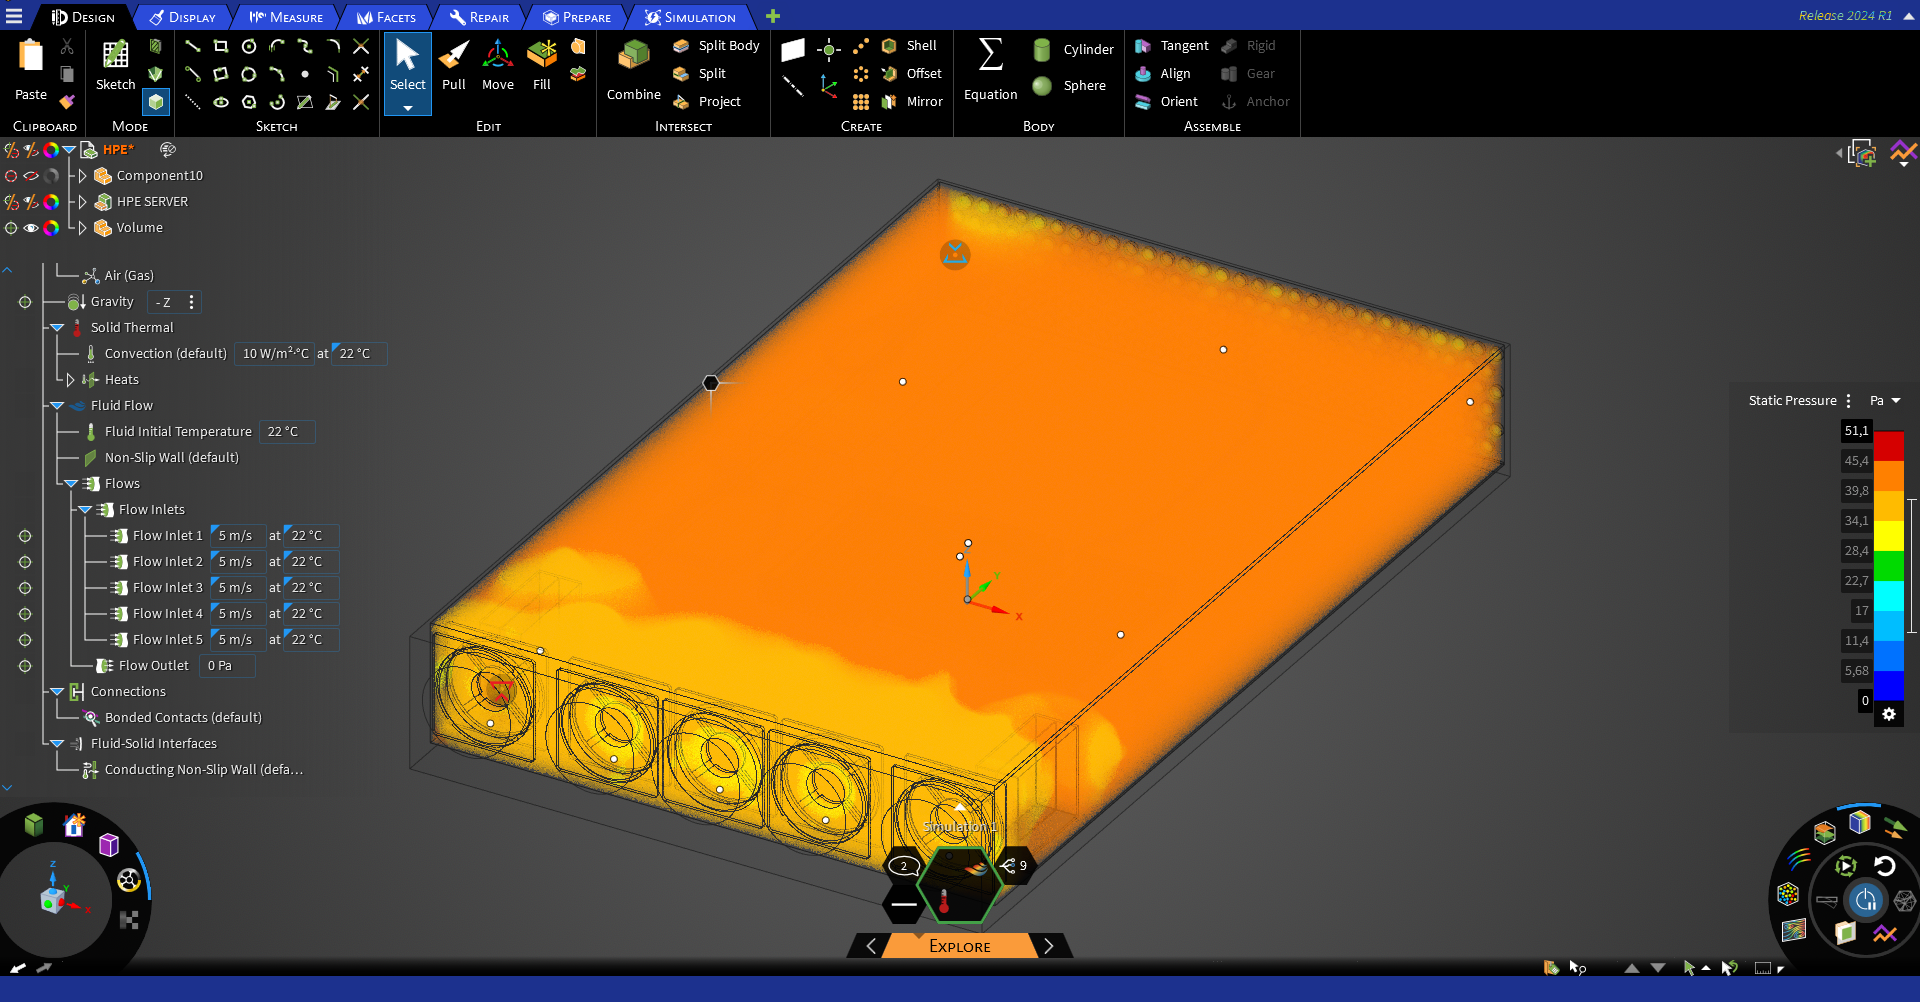 Design Display Measure Facets Repair Prepare Simulation Release 2024 R1
Paste Sketch Select Pull Move Fill Combine Split Body Split Project Shell Offset Mirror Equation Cylinder Sphere Tangent Align Orient Rigid Gear Anchor
Clipboard Mode Sketch Edit Intersect Create Body Assemble
HPE*
Component10
HPE SERVER
Volume
Air (Gas)
Gravity - Z
Solid Thermal
Convection (default) 10 W/m²·°C at 22 °C
Heats
Fluid Flow
Fluid Initial Temperature 22 °C
Non-Slip Wall (default)
Flows
Flow Inlets
Flow Inlet 1 5 m/s at 22 °C
Flow Inlet 2 5 m/s at 22 °C
Flow Inlet 3 5 m/s at 22 °C
Flow Inlet 4 5 m/s at 22 °C
Flow Inlet 5 5 m/s at 22 °C
Flow Outlet 0 Pa
Connections
Bonded Contacts (default)
Fluid-Solid Interfaces
Conducting Non-Slip Wall (defa...
Z
Y
X
Y
X
Simulation 1
2
9
Explore
Static Pressure Pa
51,1
45,4
39,8
34,1
28,4
22,7
17
11,4
5,68
0